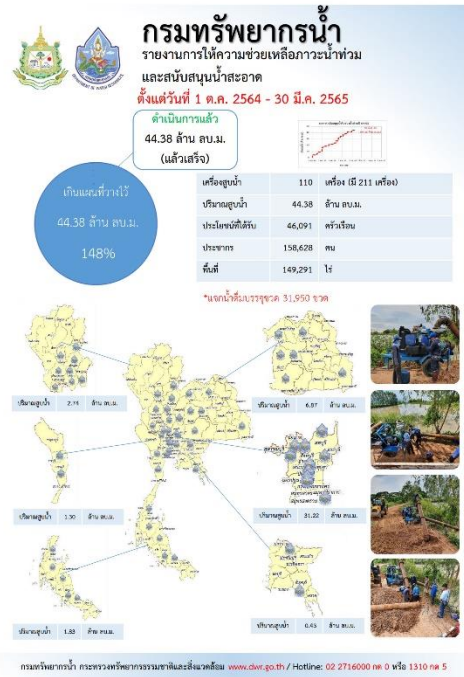 กรมทรัพยากรน้ำ
รายงานการให้ความช่วยเหลือภาวะน้ำท่วม
และสนับสนุนน้ำสะอาด
ตั้งแต่วันที่ 1 ต.ค. 2564 - 30 มี.ค. 2565
ดำเนินการแล้ว
44.38 ล้าน ลบ.ม.
(แล้วเสร็จ)
เกินแผนที่วางไว้
44.38 ล้าน ลบ.ม.
148%
เครื่องสูบน้ำ 110 เครื่อง (มี 211 เครื่อง)
ปริมาณสูบน้ำ 44.38 ล้าน ลบ.ม.
ประโยชน์ที่ได้รับ 46,091 ครัวเรือน
ประชากร 158,628 คน
พื้นที่ 149,291 ไร่
*แจกน้ำดื่มบรรจุขวด 31,950 ขวด
ปริมาณสูบน้ำ 2.74 ล้าน ลบ.ม.
ปริมาณสูบน้ำ 6.87 ล้าน ลบ.ม.
ปริมาณสูบน้ำ 1.30 ล้าน ลบ.ม.
ปริมาณสูบน้ำ 31.22 ล้าน ลบ.ม.
ปริมาณสูบน้ำ 1.83 ล้าน ลบ.ม.
ปริมาณสูบน้ำ 0.45 ล้าน ลบ.ม.
กรมทรัพยากรน้ำ กระทรวงทรัพยากรธรรมชาติและสิ่งแวดล้อม www.dwr.go.th / Hotline: 02 2716000 กด 0 หรือ 1310 กด 5